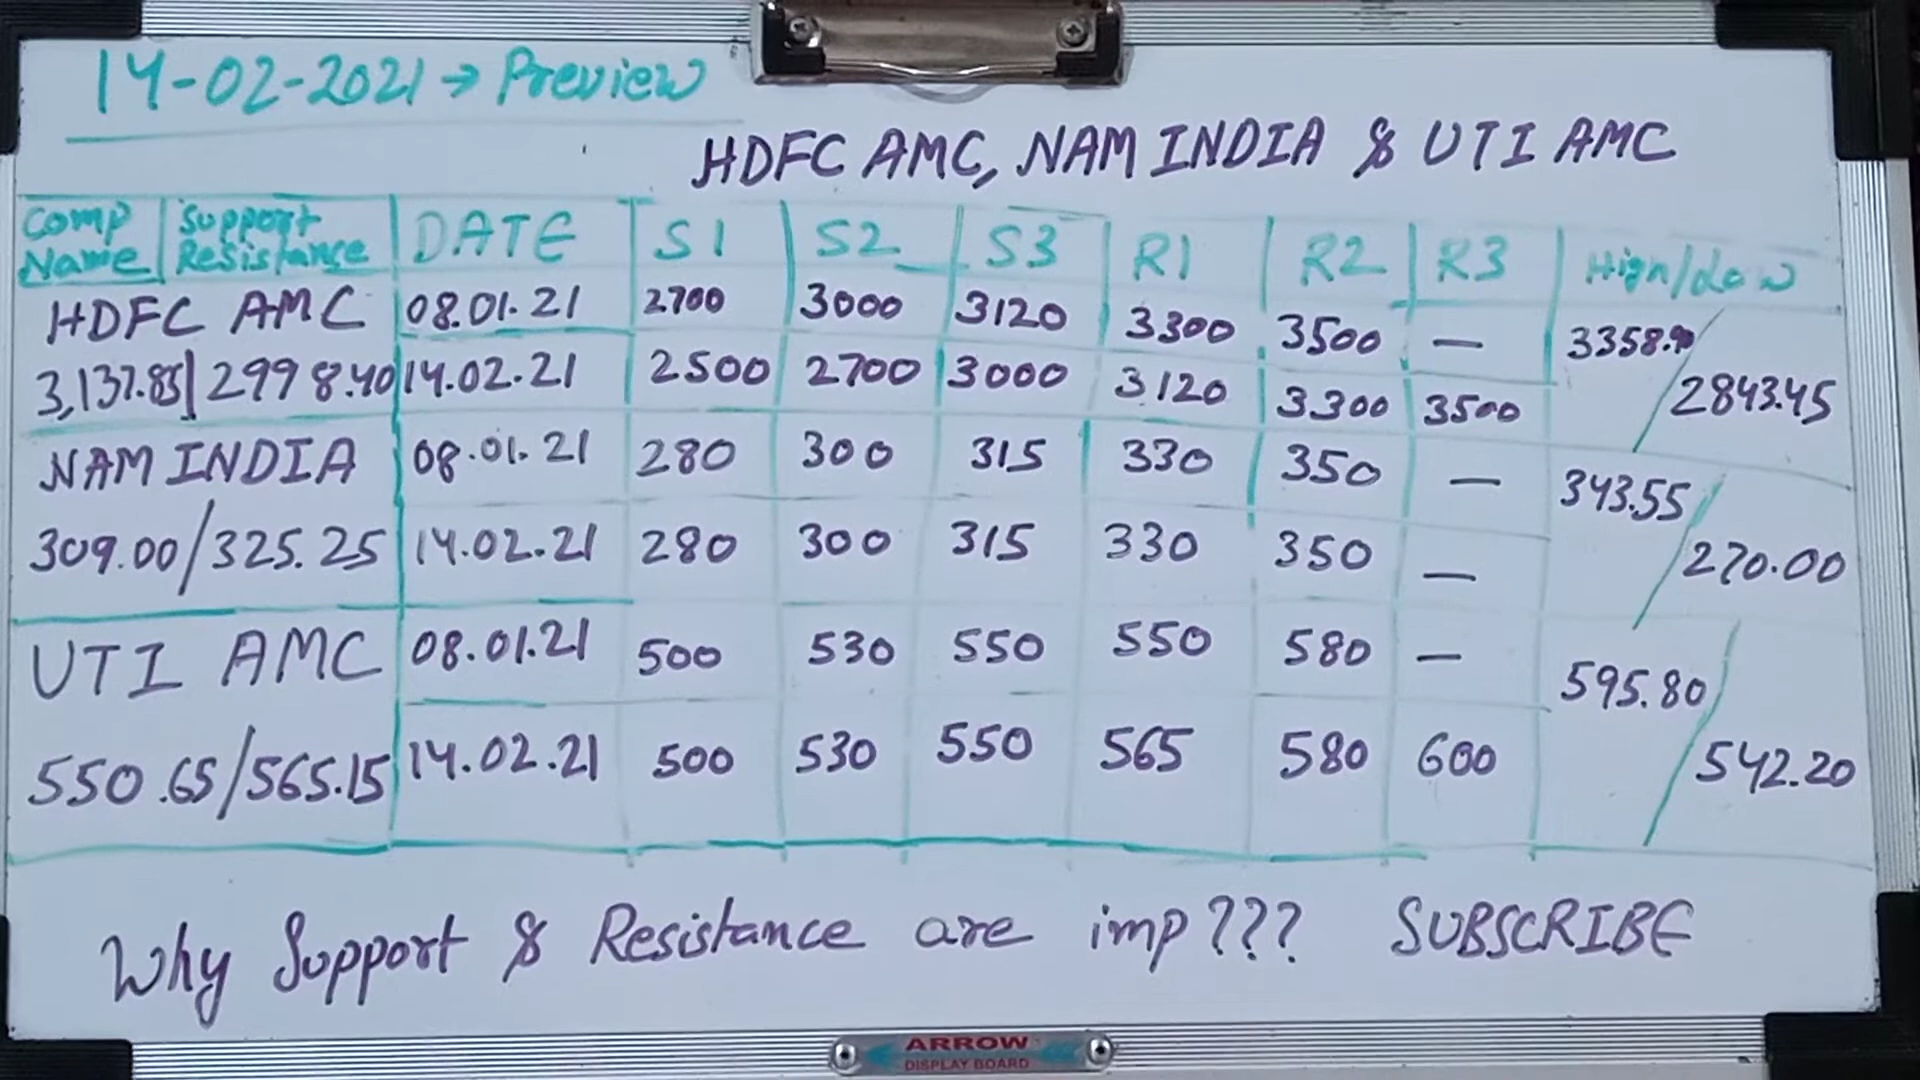 14-02-2021 → Preview
HDFC AMC, NAM INDIA & UTI AMC
Comp Name | Support Resistance | DATE | S1 | S2 | S3 | R1 | R2 | R3 | Hign/Low
HDFC AMC 08.01.21 2700 3000 3120 3300 3500 — 3358.90
3,137.85| 2998.40 14.02.21 2500 2700 3000 3120 3300 3500 / 2843.45
NAM INDIA 08.01.21 280 300 315 330 350 — 343.55
309.00/325.25 14.02.21 280 300 315 330 350 — / 270.00
UTI AMC 08.01.21 500 530 550 550 580 — 595.80
550.65/565.15 14.02.21 500 530 550 565 580 600 / 542.20
Why Support & Resistance are imp??? SUBSCRIBE
ARROW
DISPLAY BOARD